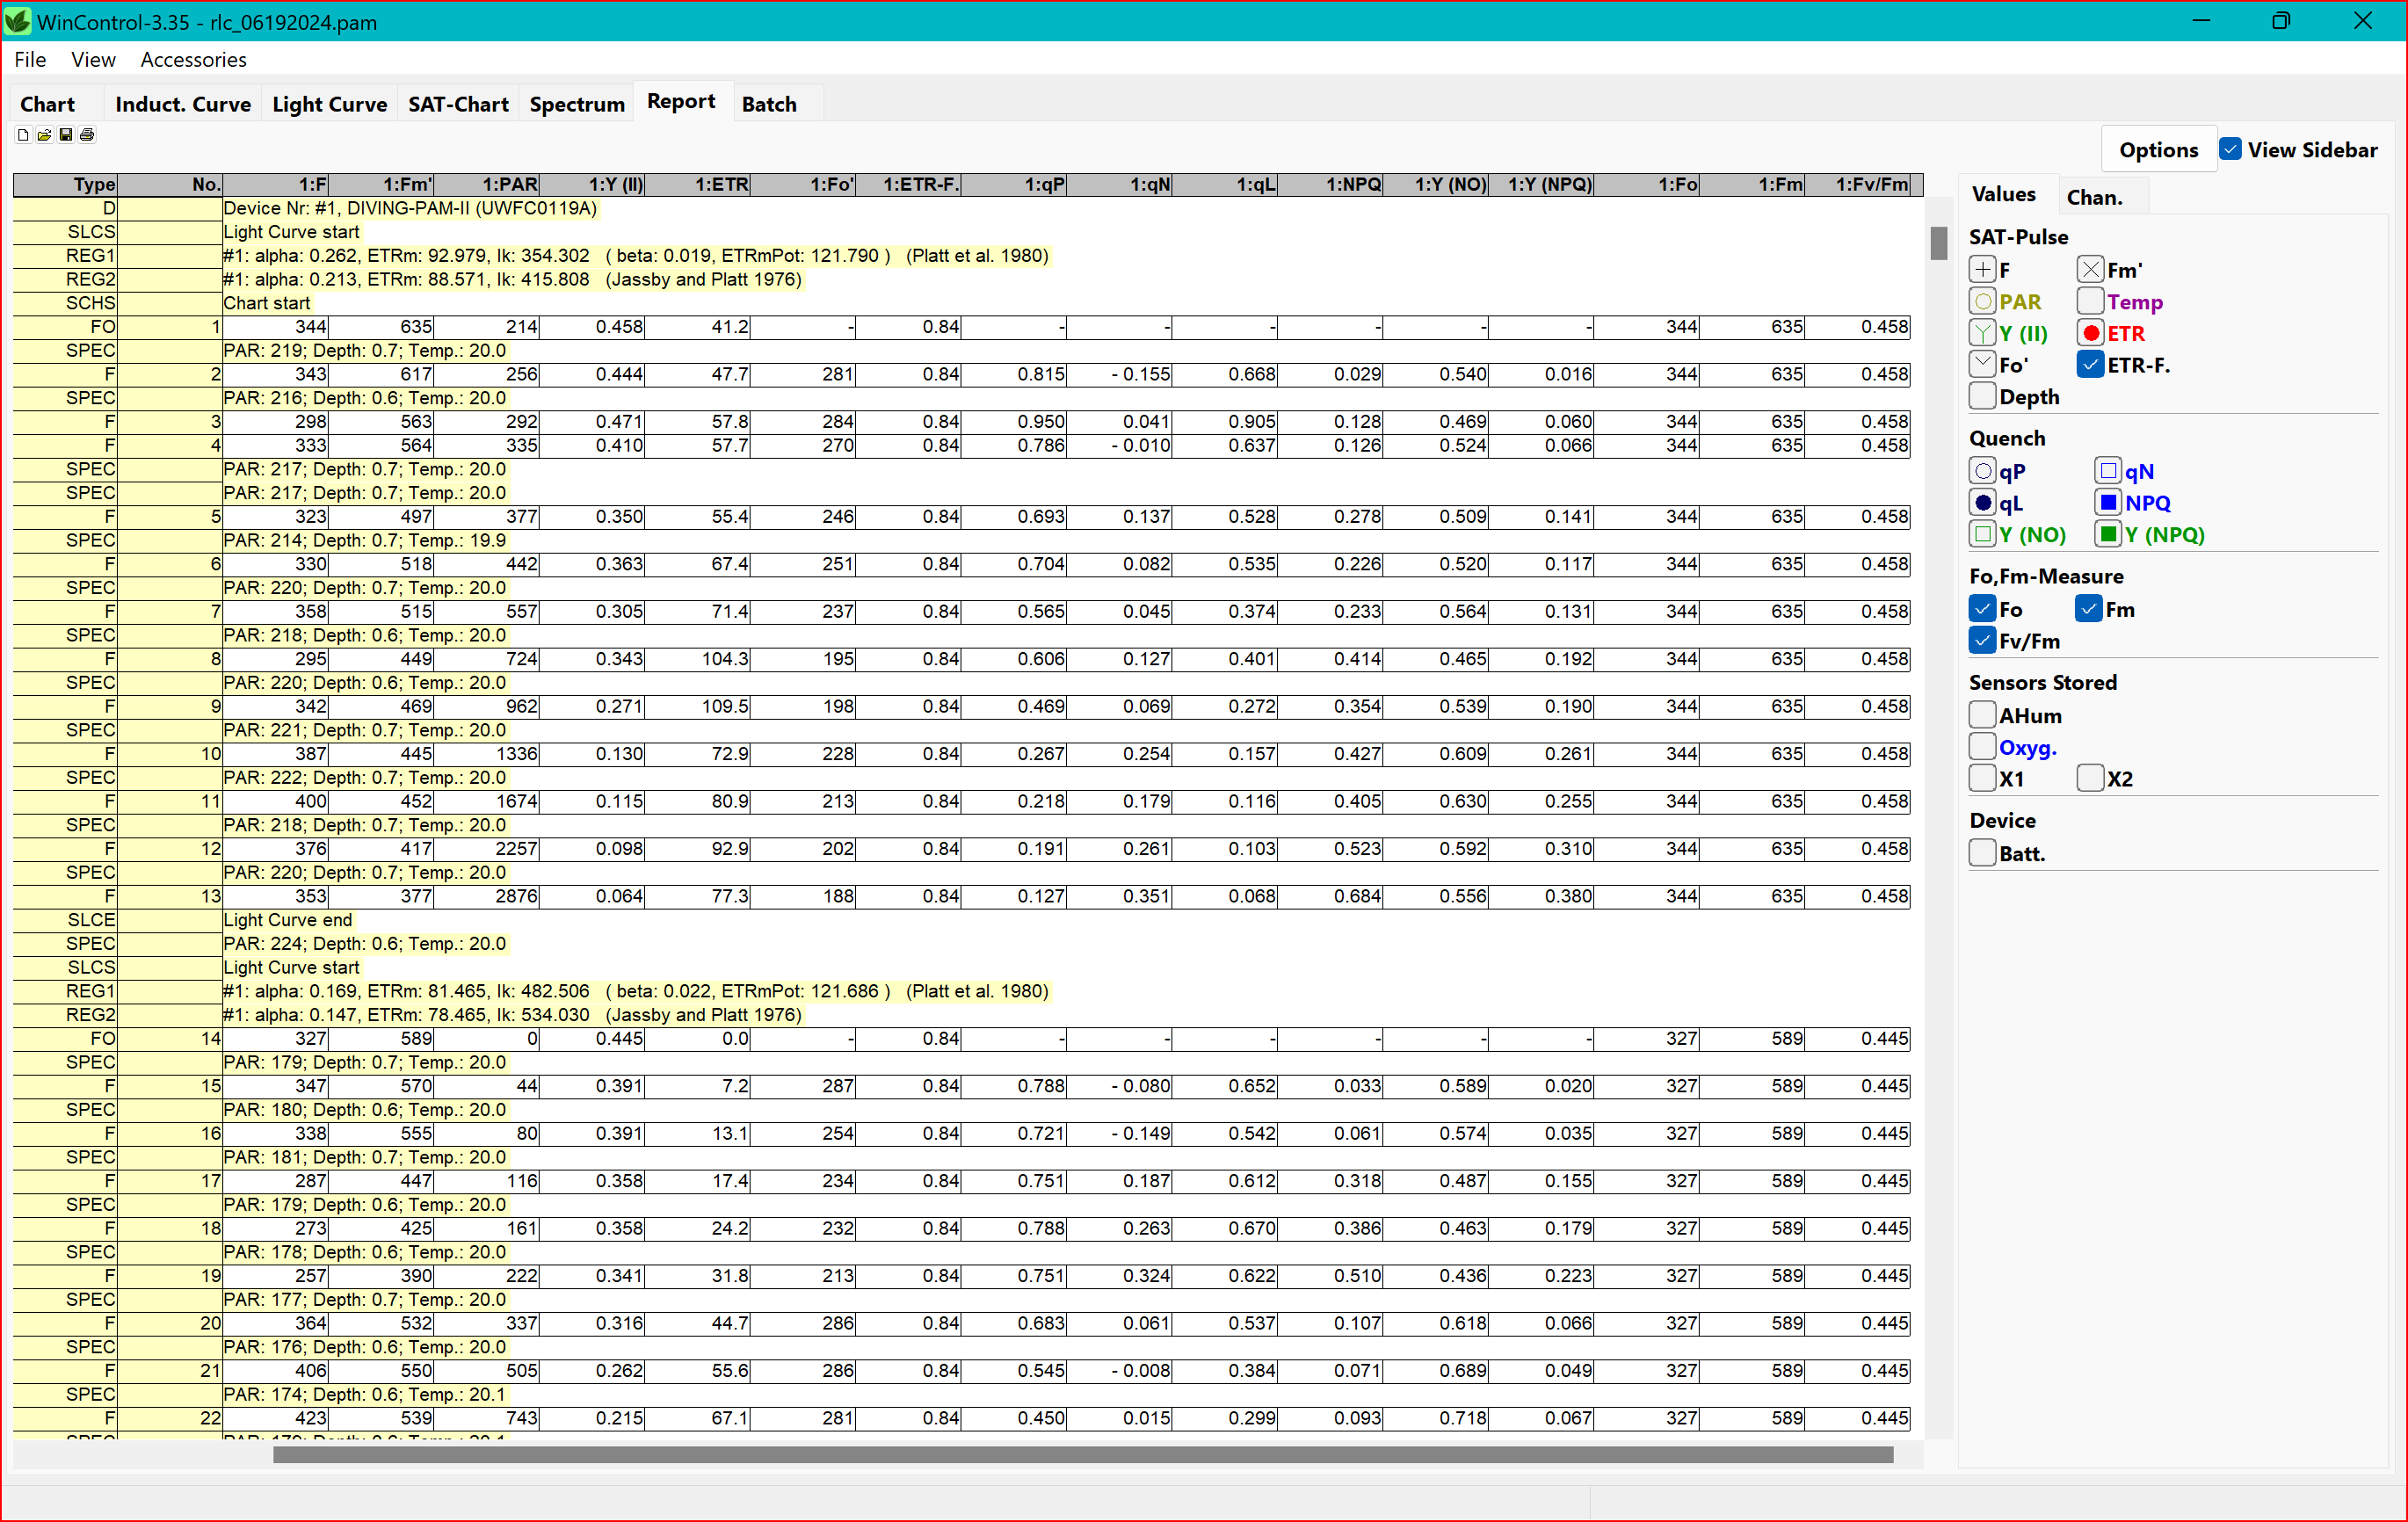 WinControl-3.35 - rlc_06192024.pam
File View Accessories
Chart Induct. Curve Light Curve SAT-Chart Spectrum Report Batch
Options View Sidebar
Type No. 1:F 1:Fm' 1:PAR 1:Y (II) 1:ETR 1:Fo' 1:ETR-F. 1:qP 1:qN 1:qL 1:NPQ 1:Y (NO) 1:Y (NPQ) 1:Fo 1:Fm 1:Fv/Fm
D Device Nr: #1, DIVING-PAM-II (UWFC0119A)
SLCS Light Curve start
REG1 #1: alpha: 0.262, ETRm: 92.979, Ik: 354.302 ( beta: 0.019, ETRmPot: 121.790 ) (Platt et al. 1980)
REG2 #1: alpha: 0.213, ETRm: 88.571, Ik: 415.808 (Jassby and Platt 1976)
SCHS Chart start
FO 1 344 635 214 0.458 41.2 - 0.84 - - - - - - 344 635 0.458
SPEC PAR: 219; Depth: 0.7; Temp.: 20.0
F 2 343 617 256 0.444 47.7 281 0.84 0.815 - 0.155 0.668 0.029 0.540 0.016 344 635 0.458
SPEC PAR: 216; Depth: 0.6; Temp.: 20.0
F 3 298 563 292 0.471 57.8 284 0.84 0.950 0.041 0.905 0.128 0.469 0.060 344 635 0.458
F 4 333 564 335 0.410 57.7 270 0.84 0.786 - 0.010 0.637 0.126 0.524 0.066 344 635 0.458
SPEC PAR: 217; Depth: 0.7; Temp.: 20.0
SPEC PAR: 217; Depth: 0.7; Temp.: 20.0
F 5 323 497 377 0.350 55.4 246 0.84 0.693 0.137 0.528 0.278 0.509 0.141 344 635 0.458
SPEC PAR: 214; Depth: 0.7; Temp.: 19.9
F 6 330 518 442 0.363 67.4 251 0.84 0.704 0.082 0.535 0.226 0.520 0.117 344 635 0.458
SPEC PAR: 220; Depth: 0.7; Temp.: 20.0
F 7 358 515 557 0.305 71.4 237 0.84 0.565 0.045 0.374 0.233 0.564 0.131 344 635 0.458
SPEC PAR: 218; Depth: 0.6; Temp.: 20.0
F 8 295 449 724 0.343 104.3 195 0.84 0.606 0.127 0.401 0.414 0.465 0.192 344 635 0.458
SPEC PAR: 220; Depth: 0.6; Temp.: 20.0
F 9 342 469 962 0.271 109.5 198 0.84 0.469 0.069 0.272 0.354 0.539 0.190 344 635 0.458
SPEC PAR: 221; Depth: 0.7; Temp.: 20.0
F 10 387 445 1336 0.130 72.9 228 0.84 0.267 0.254 0.157 0.427 0.609 0.261 344 635 0.458
SPEC PAR: 222; Depth: 0.7; Temp.: 20.0
F 11 400 452 1674 0.115 80.9 213 0.84 0.218 0.179 0.116 0.405 0.630 0.255 344 635 0.458
SPEC PAR: 218; Depth: 0.7; Temp.: 20.0
F 12 376 417 2257 0.098 92.9 202 0.84 0.191 0.261 0.103 0.523 0.592 0.310 344 635 0.458
SPEC PAR: 220; Depth: 0.7; Temp.: 20.0
F 13 353 377 2876 0.064 77.3 188 0.84 0.127 0.351 0.068 0.684 0.556 0.380 344 635 0.458
SLCE Light Curve end
SPEC PAR: 224; Depth: 0.6; Temp.: 20.0
SLCS Light Curve start
REG1 #1: alpha: 0.169, ETRm: 81.465, Ik: 482.506 ( beta: 0.022, ETRmPot: 121.686 ) (Platt et al. 1980)
REG2 #1: alpha: 0.147, ETRm: 78.465, Ik: 534.030 (Jassby and Platt 1976)
FO 14 327 589 0 0.445 0.0 - 0.84 - - - - - - 327 589 0.445
SPEC PAR: 179; Depth: 0.7; Temp.: 20.0
F 15 347 570 44 0.391 7.2 287 0.84 0.788 - 0.080 0.652 0.033 0.589 0.020 327 589 0.445
SPEC PAR: 180; Depth: 0.6; Temp.: 20.0
F 16 338 555 80 0.391 13.1 254 0.84 0.721 - 0.149 0.542 0.061 0.574 0.035 327 589 0.445
SPEC PAR: 181; Depth: 0.7; Temp.: 20.0
F 17 287 447 116 0.358 17.4 234 0.84 0.751 0.187 0.612 0.318 0.487 0.155 327 589 0.445
SPEC PAR: 179; Depth: 0.6; Temp.: 20.0
F 18 273 425 161 0.358 24.2 232 0.84 0.788 0.263 0.670 0.386 0.463 0.179 327 589 0.445
SPEC PAR: 178; Depth: 0.6; Temp.: 20.0
F 19 257 390 222 0.341 31.8 213 0.84 0.751 0.324 0.622 0.510 0.436 0.223 327 589 0.445
SPEC PAR: 177; Depth: 0.7; Temp.: 20.0
F 20 364 532 337 0.316 44.7 286 0.84 0.683 0.061 0.537 0.107 0.618 0.066 327 589 0.445
SPEC PAR: 176; Depth: 0.6; Temp.: 20.0
F 21 406 550 505 0.262 55.6 286 0.84 0.545 - 0.008 0.384 0.071 0.689 0.049 327 589 0.445
SPEC PAR: 174; Depth: 0.6; Temp.: 20.1
F 22 423 539 743 0.215 67.1 281 0.84 0.450 0.015 0.299 0.093 0.718 0.067 327 589 0.445
Values Chan.
SAT-Pulse
F Fm'
PAR Temp
Y (II) ETR
Fo' ETR-F.
Depth
Quench
qP qN
qL NPQ
Y (NO) Y (NPQ)
Fo,Fm-Measure
Fo Fm
Fv/Fm
Sensors Stored
AHum
Oxyg.
X1 X2
Device
Batt.